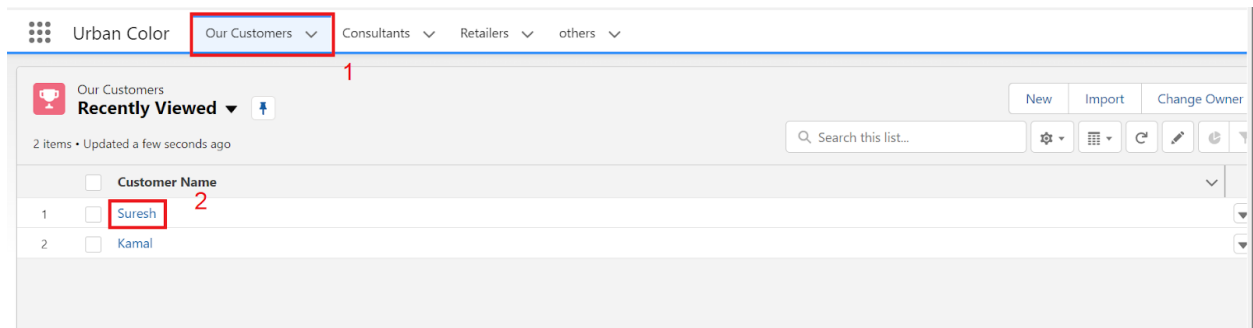 Urban Color Our Customers Consultants Retailers others
1
Our Customers
Recently Viewed
New Import Change Owner
2 items • Updated a few seconds ago
Search this list...
Customer Name
2
1 Suresh
2 Kamal